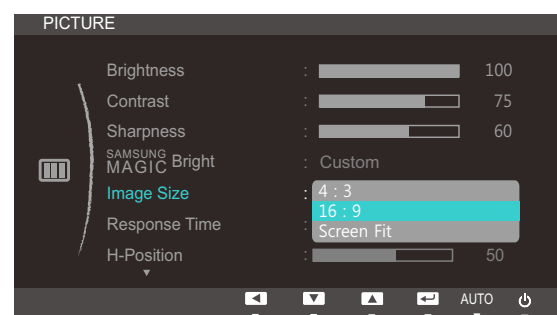 PICTURE
Brightness : 100
Contrast : 75
Sharpness : 60
SAMSUNG
MAGIC Bright : Custom
Image Size : 4 : 3
16 : 9
Screen Fit
Response Time :
H-Position : 50
AUTO